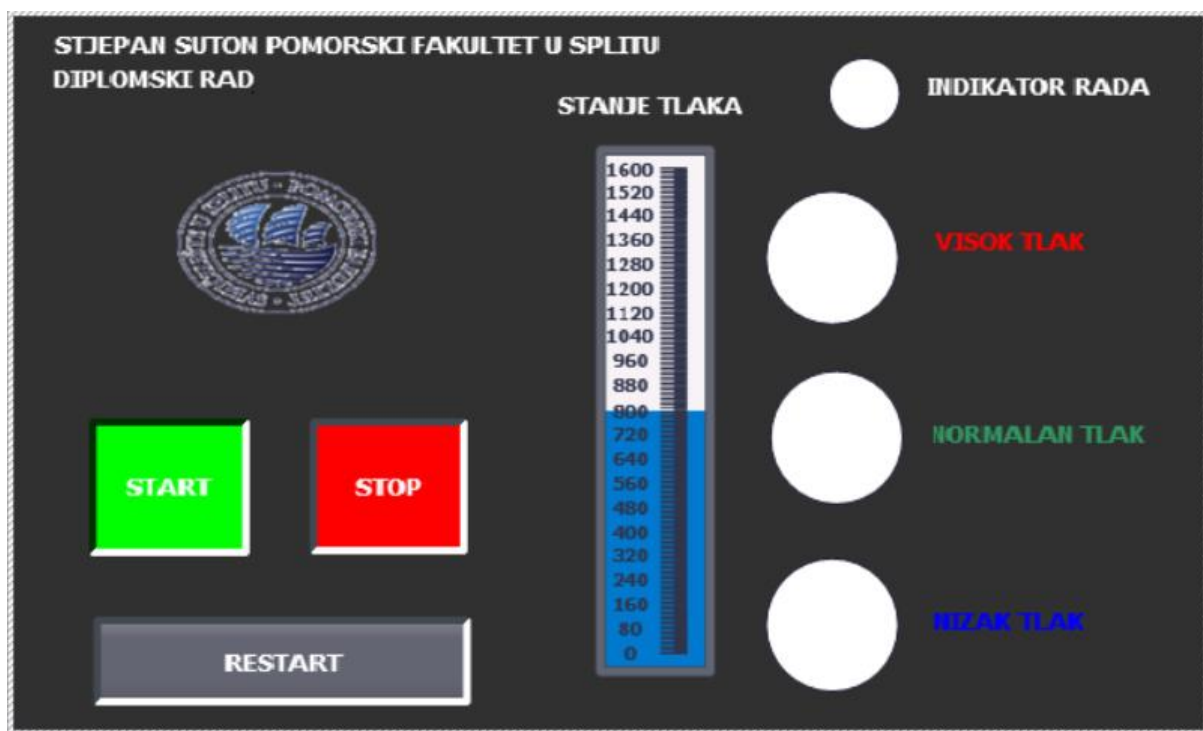 STJEPAN SUTON POMORSKI FAKULTET U SPLITU
DIPLOMSKI RAD
STANJE TLAKA
INDIKATOR RADA
1600
1520
1440
1360
1280
1200
1120
1040
960
880
800
720
640
560
480
400
320
240
160
80
0
VISOK TLAK
NORMALAN TLAK
NIZAK TLAK
START
STOP
RESTART